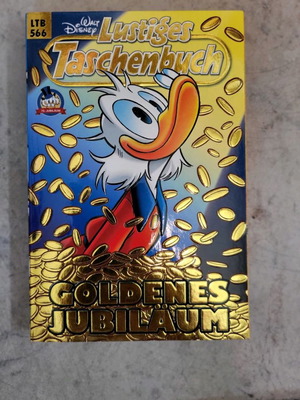 LTB
566
Walt
Disney
Lustiges
Taschenbuch
GOLDENES
JUBILÄUM